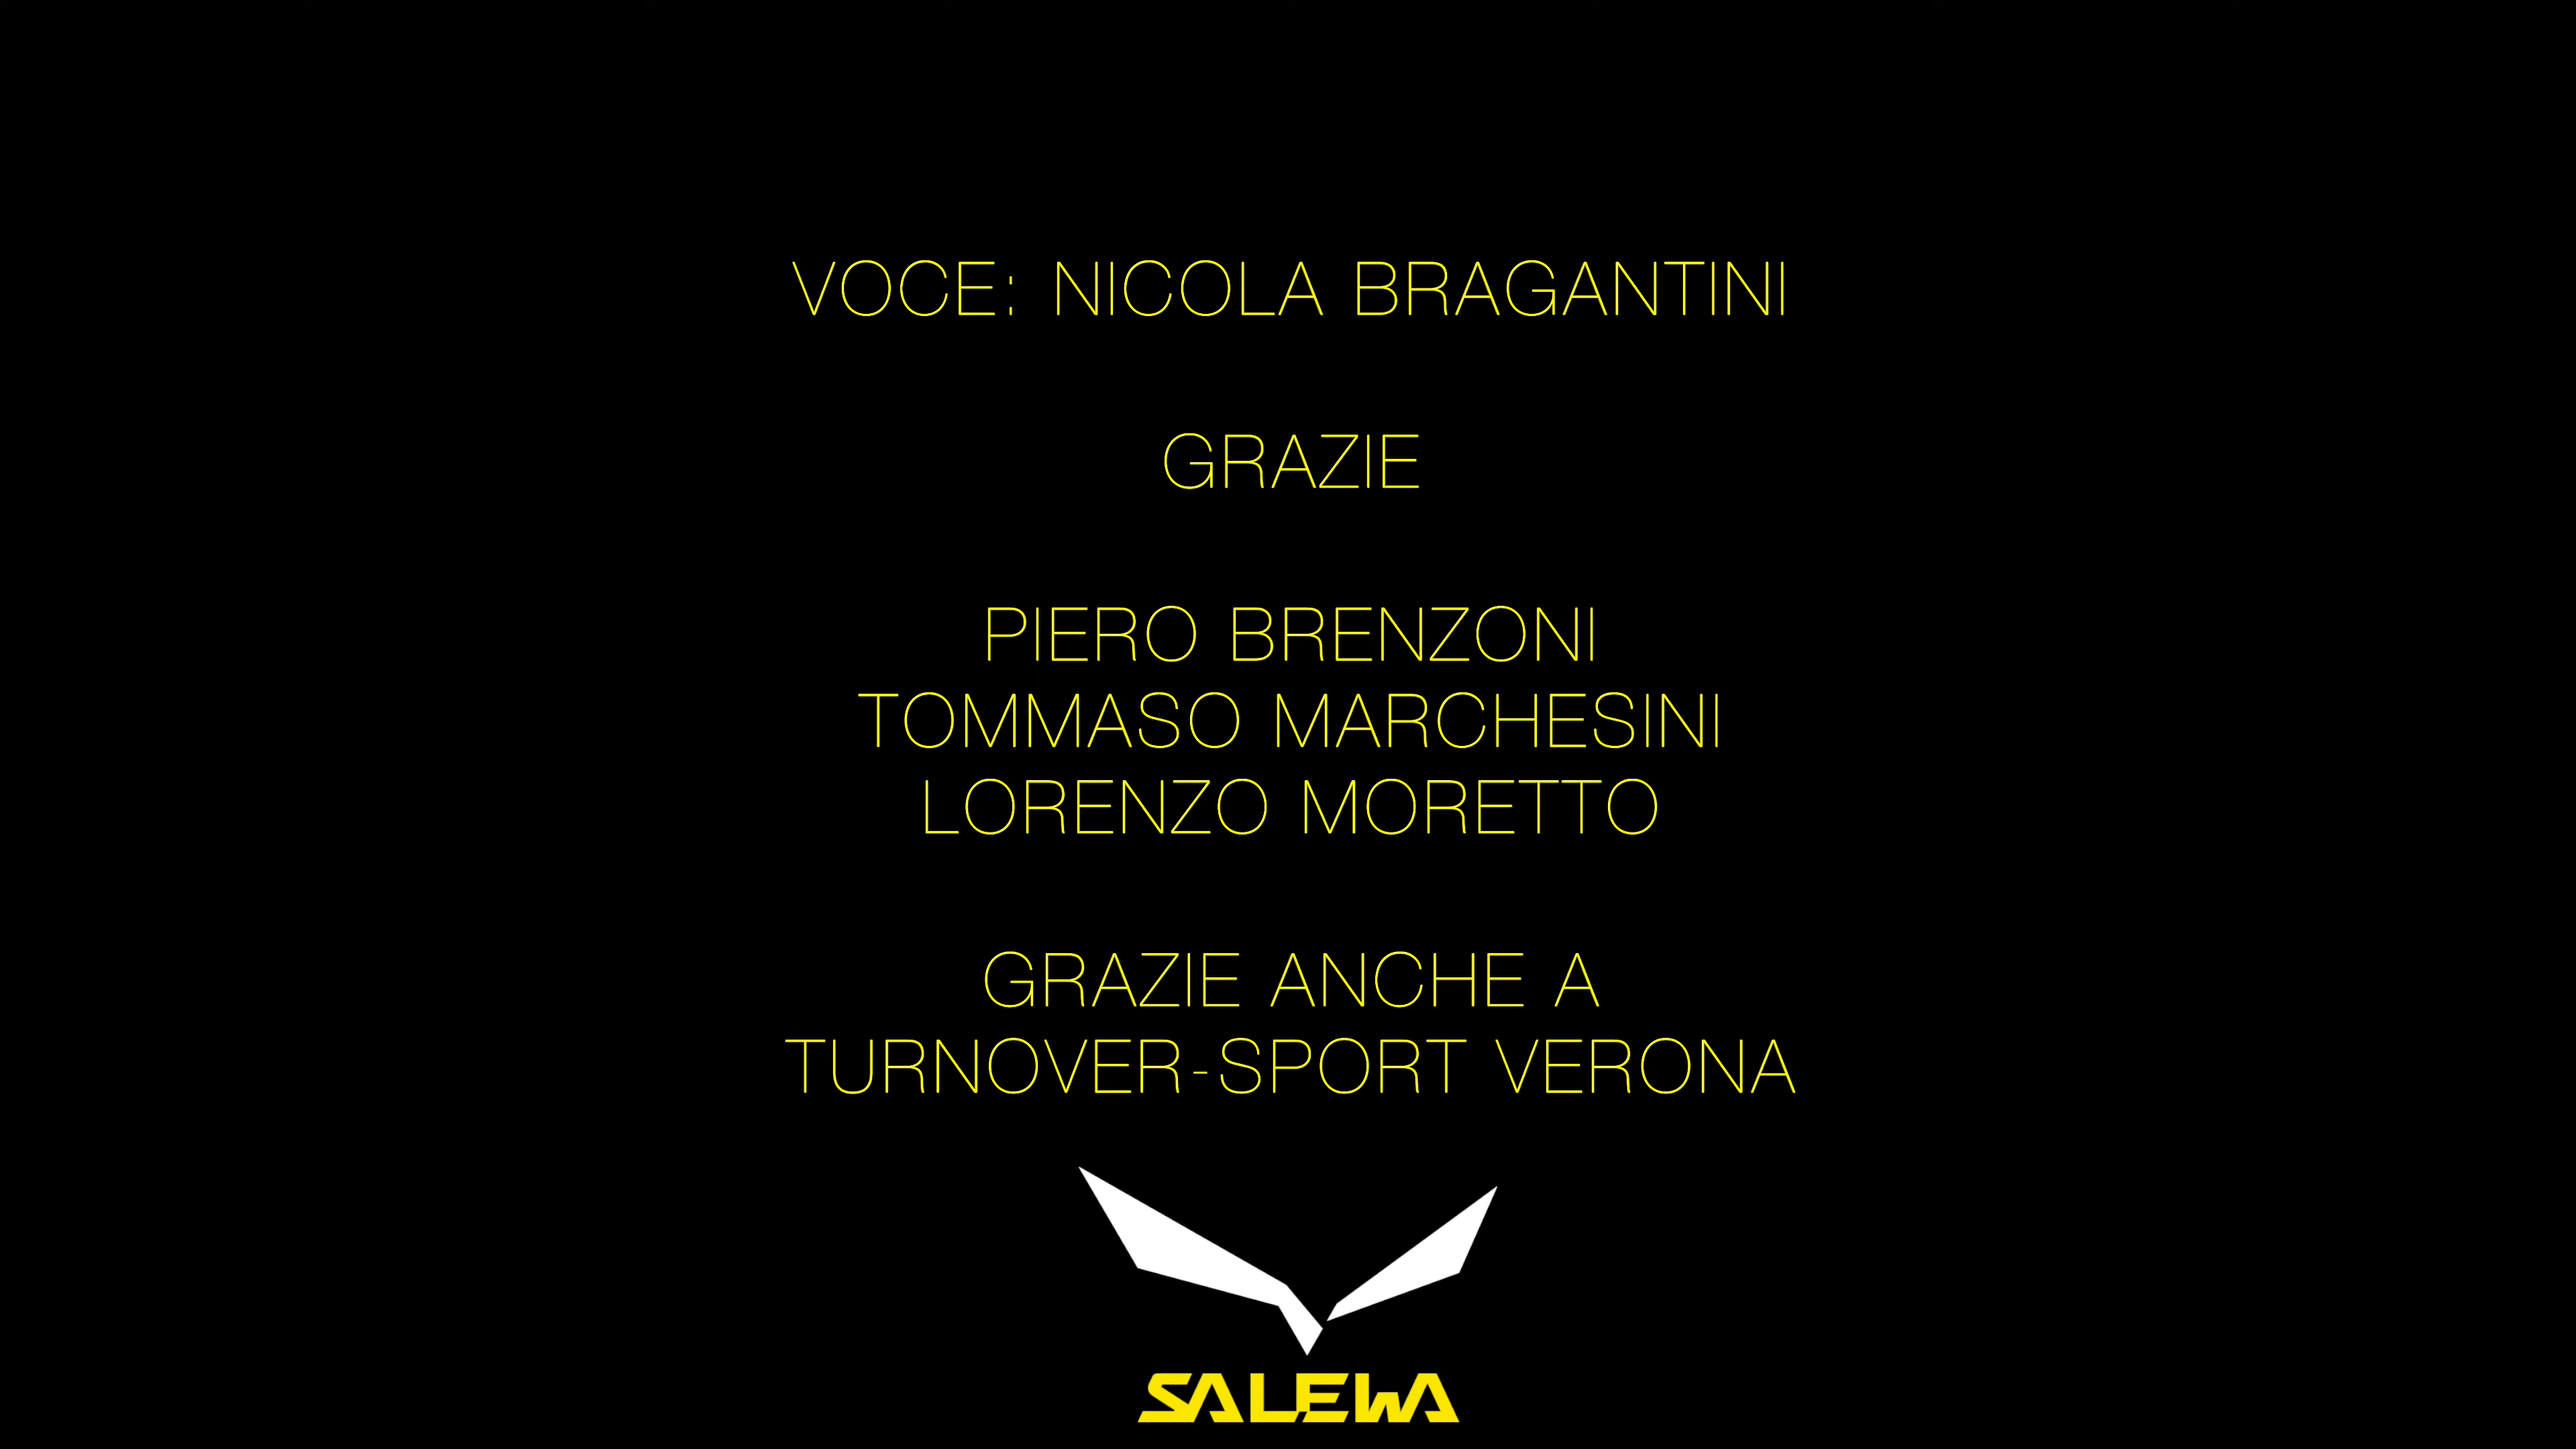 VOCE: NICOLA BRAGANTINI
GRAZIE
PIERO BRENZONI
TOMMASO MARCHESINI
LORENZO MORETTO
GRAZIE ANCHE A
TURNOVER-SPORT VERONA
SALEWA